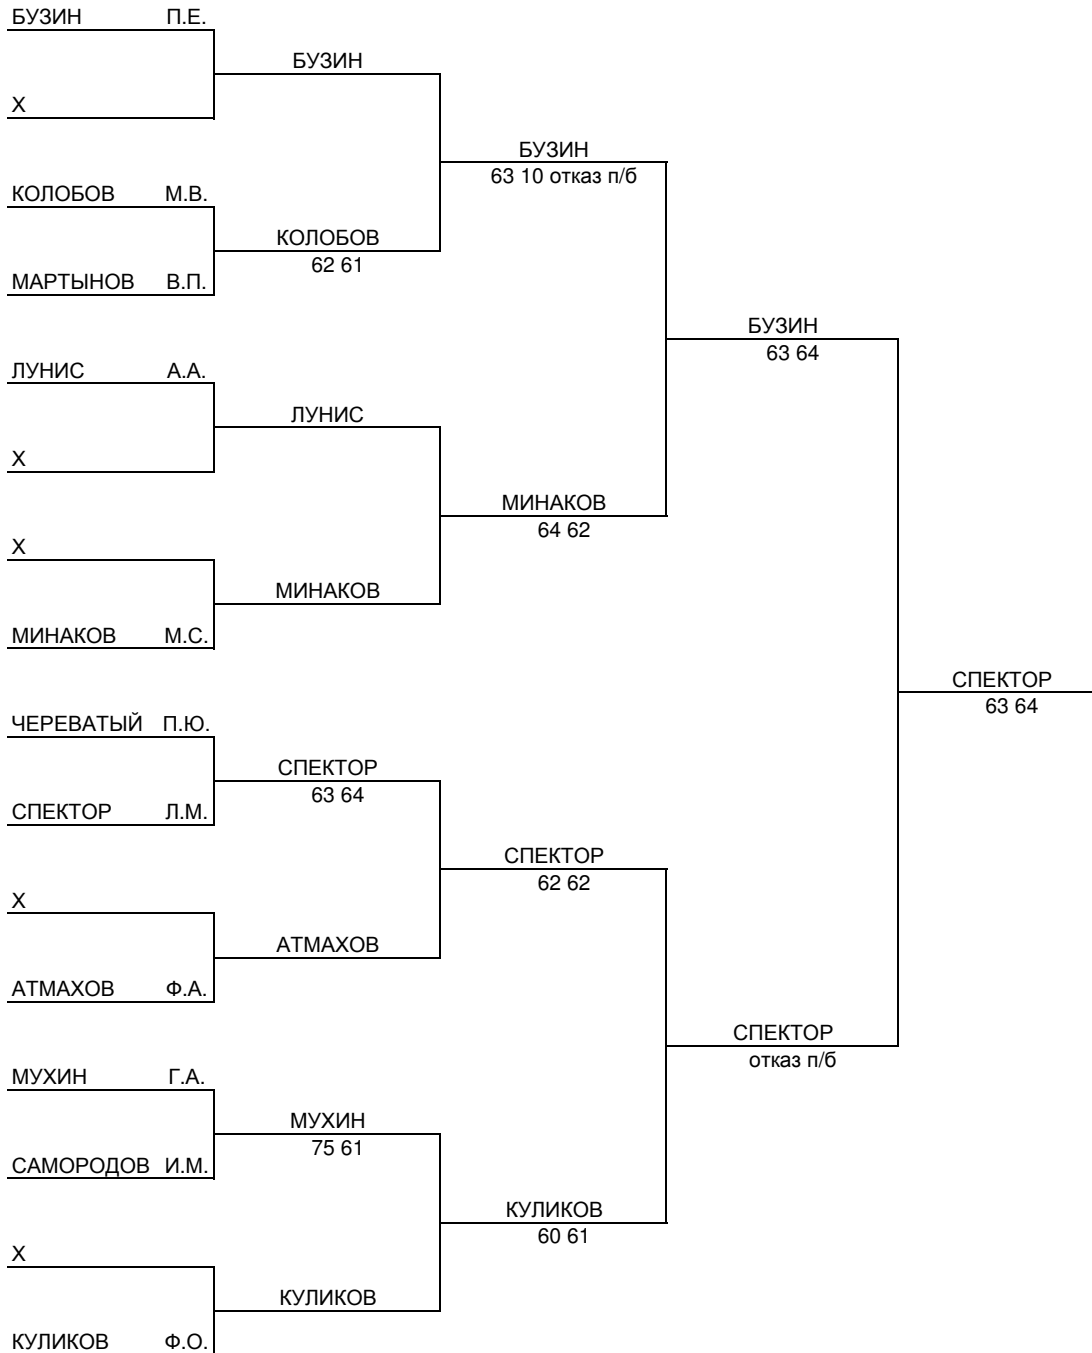 БУЗИН П.Е.
БУЗИН
X
БУЗИН
63 10 отказ п/б
КОЛОБОВ М.В.
КОЛОБОВ
62 61
МАРТЫНОВ В.П.
БУЗИН
63 64
ЛУНИС А.А.
ЛУНИС
X
МИНАКОВ
64 62
X
МИНАКОВ
МИНАКОВ М.С.
СПЕКТОР
63 64
ЧЕРЕВАТЫЙ П.Ю.
СПЕКТОР
63 64
СПЕКТОР Л.М.
СПЕКТОР
62 62
X
АТМАХОВ
АТМАХОВ Ф.А.
СПЕКТОР
отказ п/б
МУХИН Г.А.
МУХИН
75 61
САМОРОДОВ И.М.
КУЛИКОВ
60 61
X
КУЛИКОВ
КУЛИКОВ Ф.О.